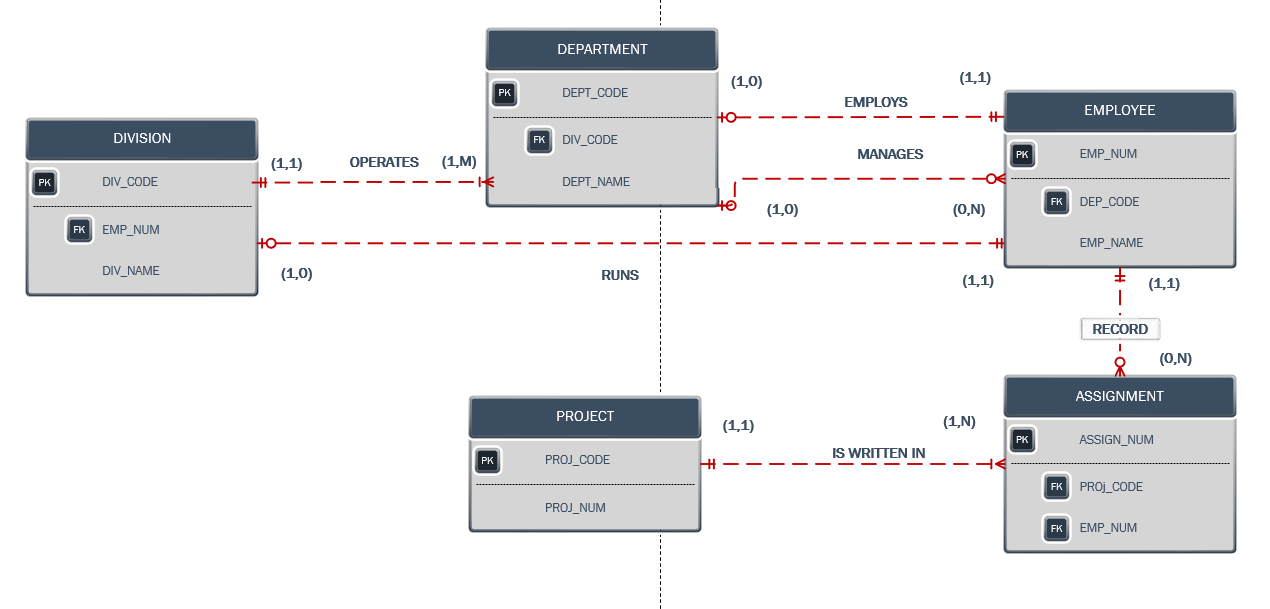 DEPARTMENT
PK DEPT_CODE
FK DIV_CODE
DEPT_NAME
(1,0)
EMPLOYS
(1,1)
MANAGES
(1,0)
(0,N)
EMPLOYEE
PK EMP_NUM
FK DEP_CODE
EMP_NAME
DIVISION
PK DIV_CODE
FK EMP_NUM
DIV_NAME
(1,1)
OPERATES
(1,M)
(1,0)
RUNS
(1,1)
(1,1)
RECORD
(0,N)
PROJECT
PK PROJ_CODE
PROJ_NUM
(1,1)
IS WRITTEN IN
(1,N)
ASSIGNMENT
PK ASSIGN_NUM
FK PROj_CODE
FK EMP_NUM